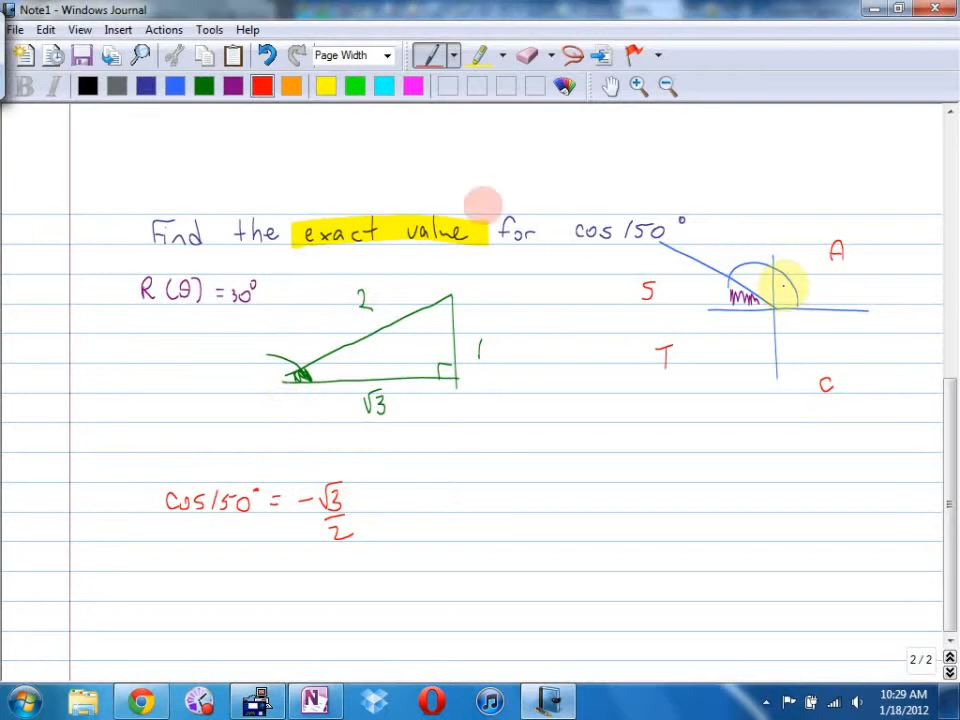 Note1 - Windows Journal
File Edit View Insert Actions Tools Help
Page Width
B I
Find the exact value for cos 150°
R(θ) = 30°
2
1
√3
S
A
T
C
cos 150° = -√3/2
2 / 2
10:29 AM
1/18/2012